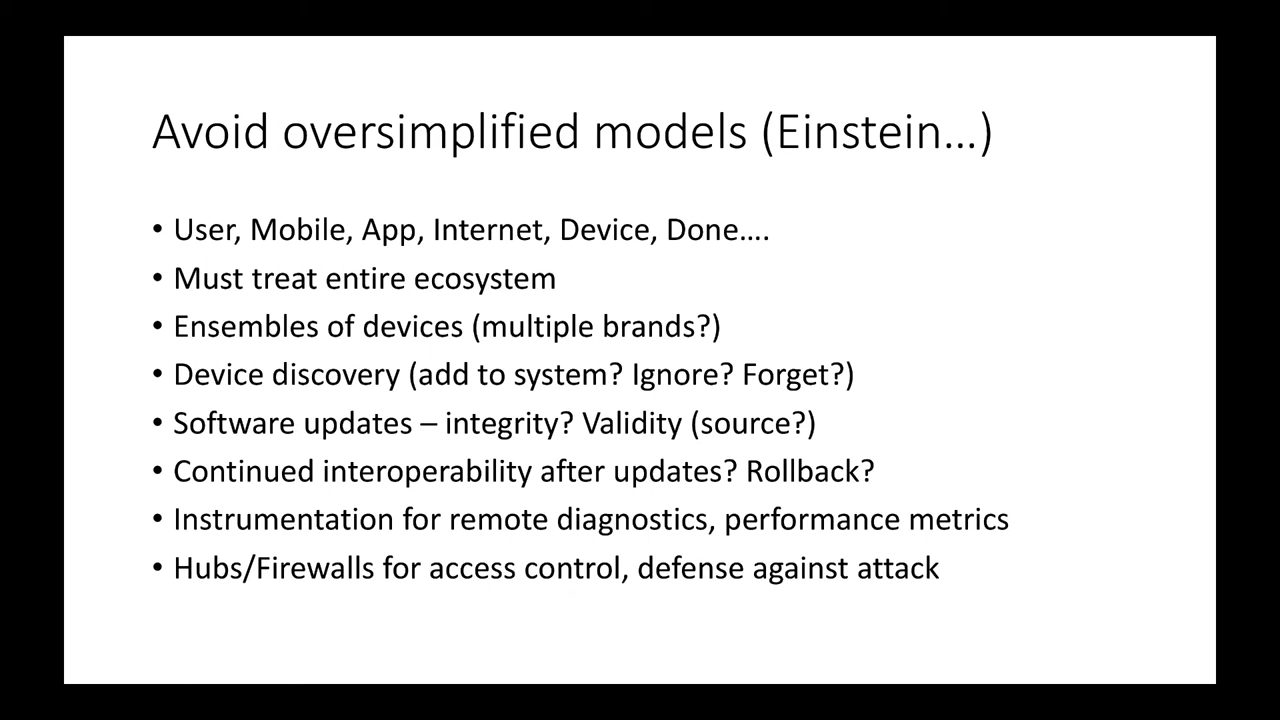 Avoid oversimplified models (Einstein...)
• User, Mobile, App, Internet, Device, Done....
• Must treat entire ecosystem
• Ensembles of devices (multiple brands?)
• Device discovery (add to system? Ignore? Forget?)
• Software updates – integrity? Validity (source?)
• Continued interoperability after updates? Rollback?
• Instrumentation for remote diagnostics, performance metrics
• Hubs/Firewalls for access control, defense against attack